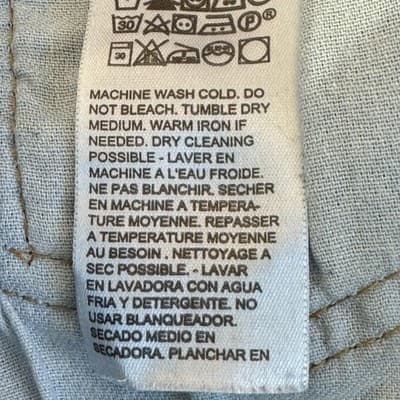 30 P
30 R
MACHINE WASH COLD. DO
NOT BLEACH. TUMBLE DRY
MEDIUM. WARM IRON IF
NEEDED. DRY CLEANING
POSSIBLE - LAVER EN
MACHINE A L'EAU FROIDE.
NE PAS BLANCHIR. SECHER
EN MACHINE A TEMPERA-
TURE MOYENNE. REPASSER
A TEMPERATURE MOYENNE
AU BESOIN . NETTOYAGE A
SEC POSSIBLE. - LAVAR
EN LAVADORA CON AGUA
FRIA Y DETERGENTE. NO
USAR BLANQUEADOR.
SECADO MEDIO EN
SECADORA. PLANCHAR EN